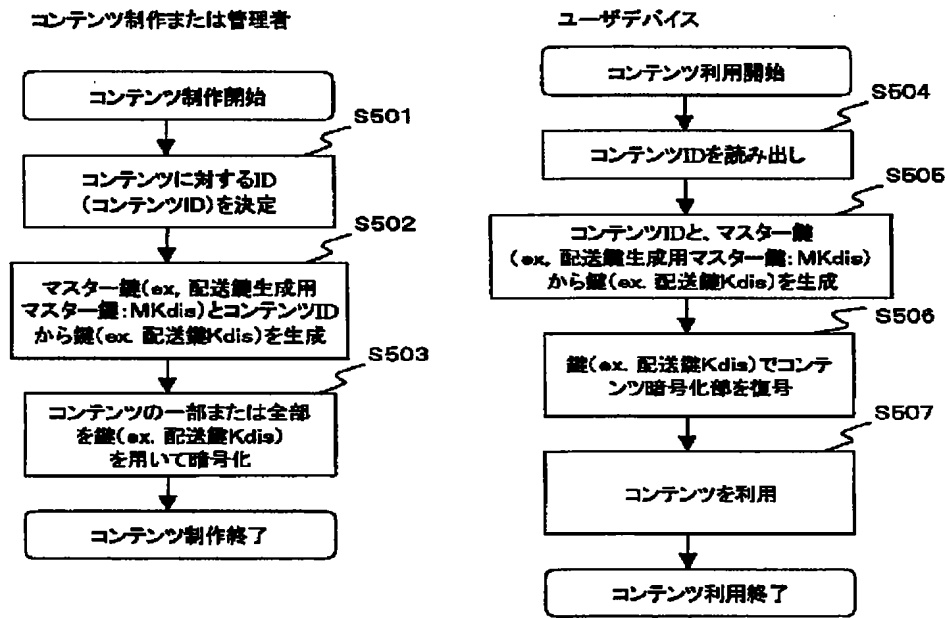 コンテンツ制作または管理者
コンテンツ制作開始
S501
コンテンツに対するID
(コンテンツID)を決定
S502
マスター鍵(ex, 配送鍵生成用
マスター鍵:MKdis)とコンテンツID
から鍵(ex. 配送鍵Kdis)を生成
S503
コンテンツの一部または全部
を鍵(ex. 配送鍵Kdis)
を用いて暗号化
コンテンツ制作終了
ユーザデバイス
コンテンツ利用開始
S504
コンテンツIDを読み出し
S505
コンテンツIDと、マスター鍵
(ex, 配送鍵生成用マスター鍵:MKdis)
から鍵(ex. 配送鍵Kdis)を生成
S506
鍵(ex. 配送鍵Kdis)でコンテ
ンツ暗号化部を復号
S507
コンテンツを利用
コンテンツ利用終了